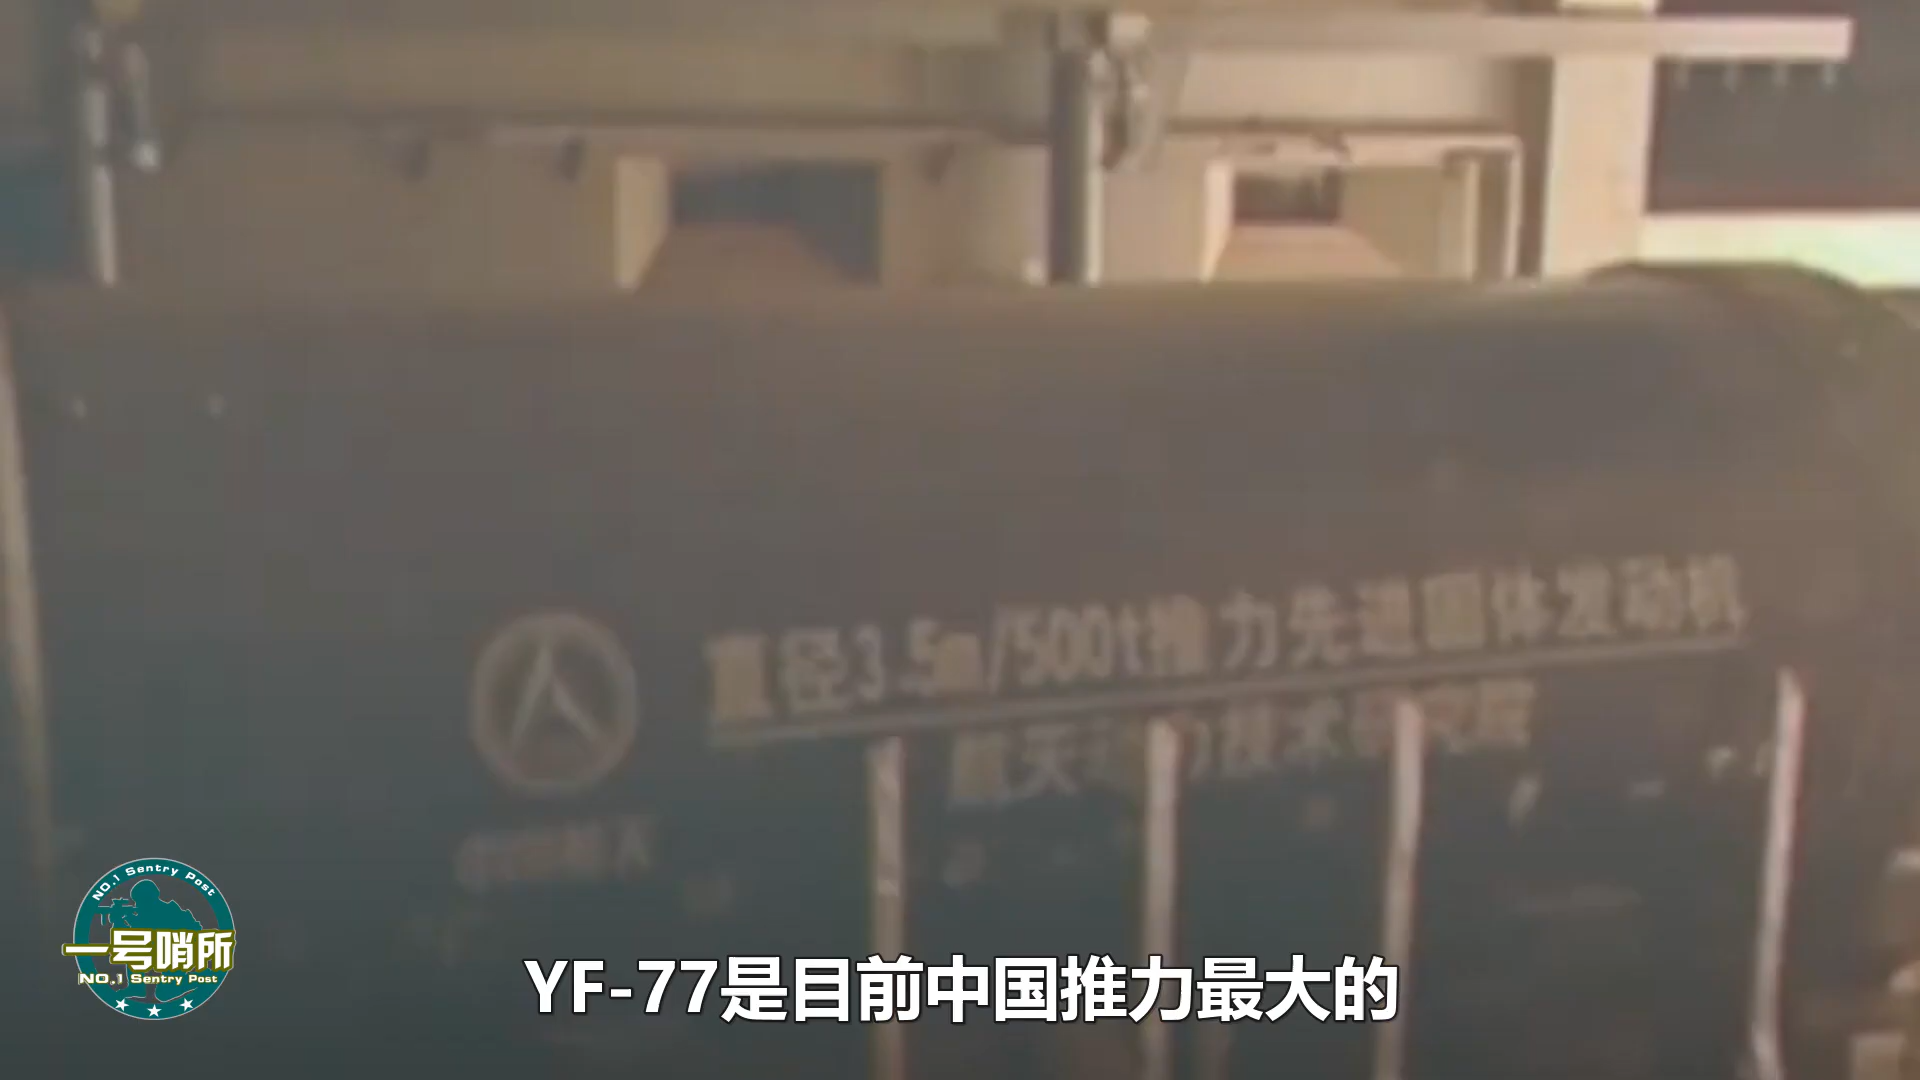 直径3.5m/500t推力先进固体发动机
航天动力技术研究院
NO.1 Sentry Post
一号哨所
NO.1 Sentry Post
YF-77是目前中国推力最大的